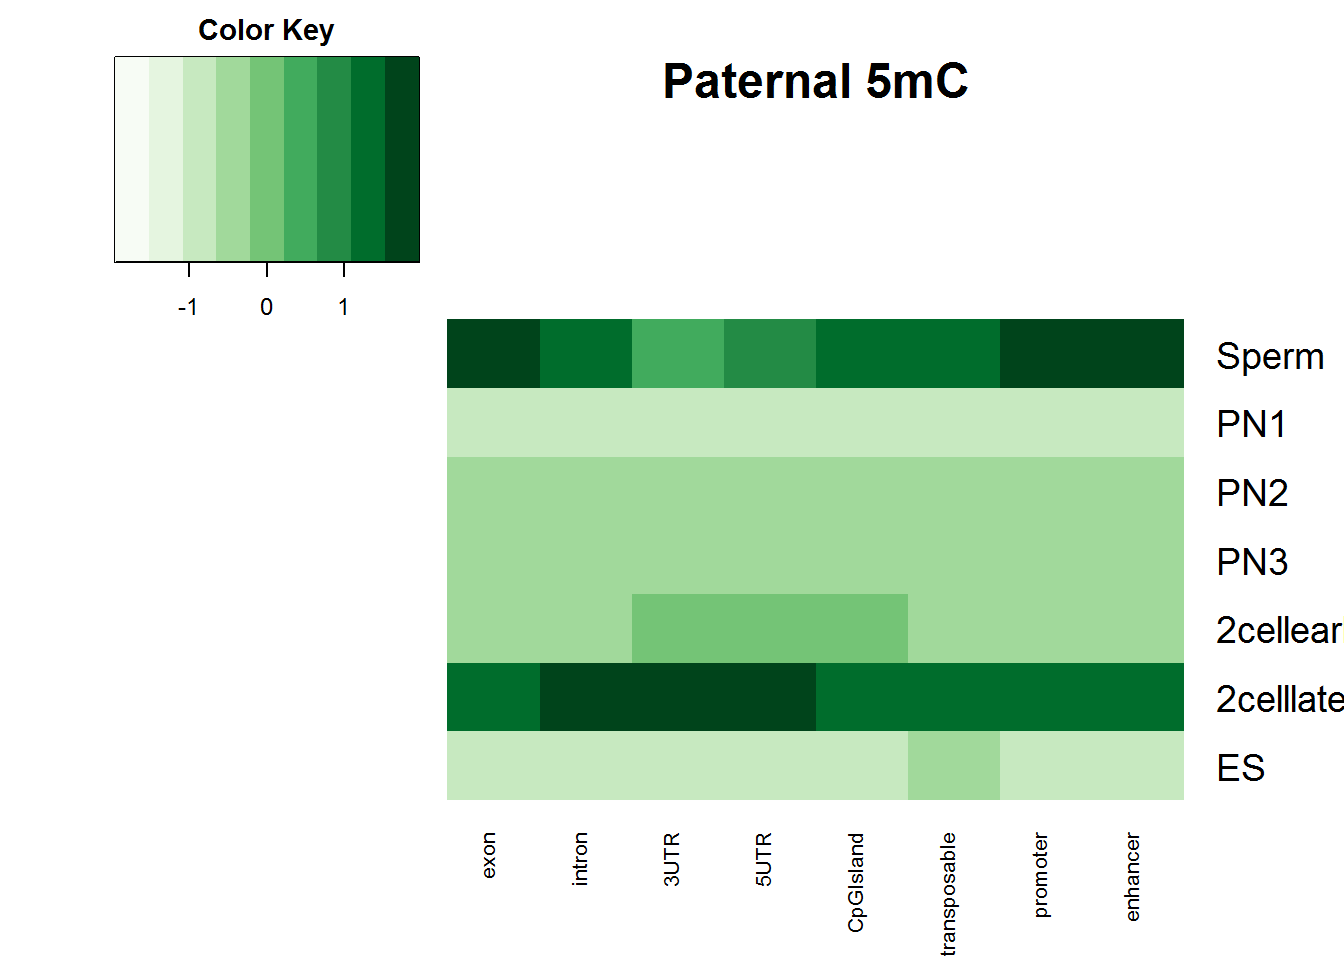 Color Key
Paternal 5mC
-1 0 1
Sperm
PN1
PN2
PN3
2cellear
2celllate
ES
exon
intron
3UTR
5UTR
CpGIsland
transposable
promoter
enhancer